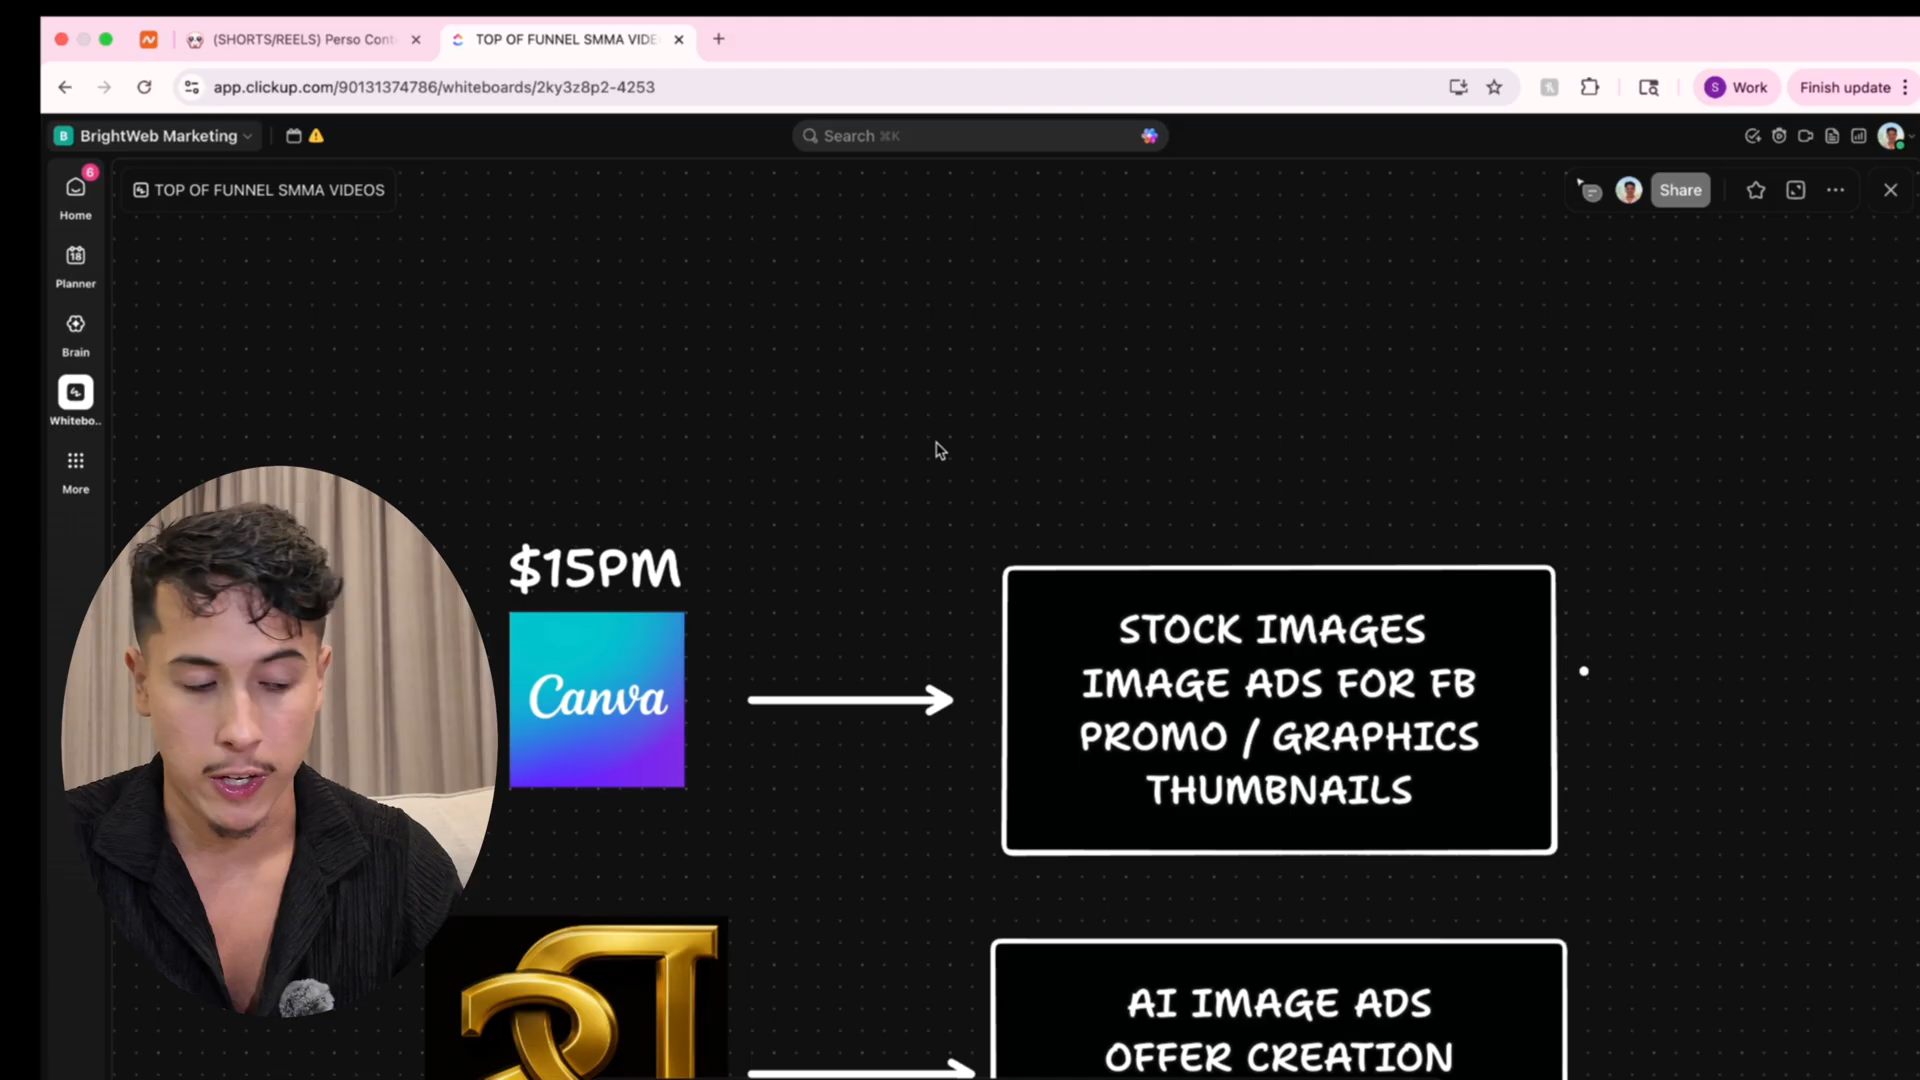 (SHORTS/REELS) Perso Cont
TOP OF FUNNEL SMMA VIDE
app.clickup.com/90131374786/whiteboards/2ky3z8p2-4253
S Work
Finish update
B BrightWeb Marketing
Search ⌘K
6
Home
TOP OF FUNNEL SMMA VIDEOS
Share
18
Planner
Brain
Whitebo..
More
$15PM
Canva
STOCK IMAGES
IMAGE ADS FOR FB
PROMO / GRAPHICS
THUMBNAILS
AI IMAGE ADS
OFFER CREATION